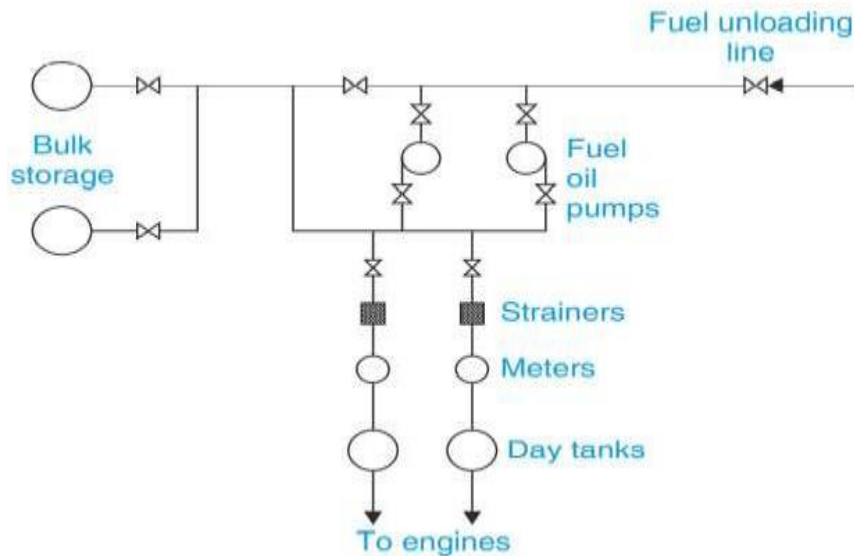 Fuel unloading
line
Bulk
storage
Fuel
oil
pumps
Strainers
Meters
Day tanks
To engines